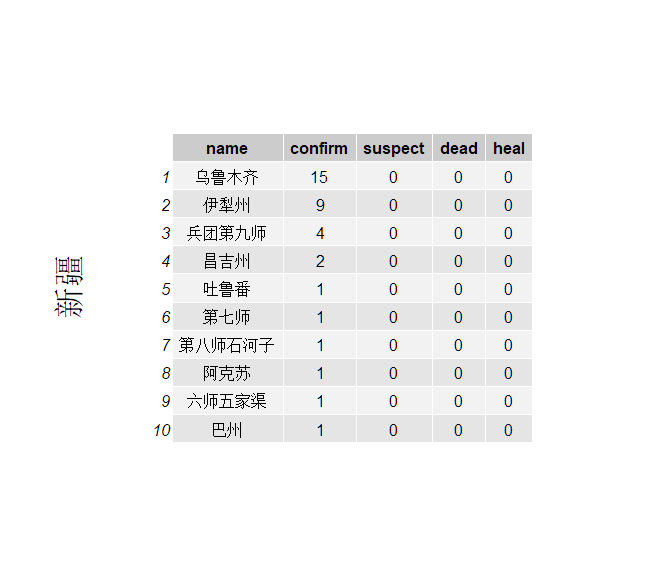 新疆
name confirm suspect dead heal
1 乌鲁木齐 15 0 0 0
2 伊犁州 9 0 0 0
3 兵团第九师 4 0 0 0
4 昌吉州 2 0 0 0
5 吐鲁番 1 0 0 0
6 第七师 1 0 0 0
7 第八师石河子 1 0 0 0
8 阿克苏 1 0 0 0
9 六师五家渠 1 0 0 0
10 巴州 1 0 0 0